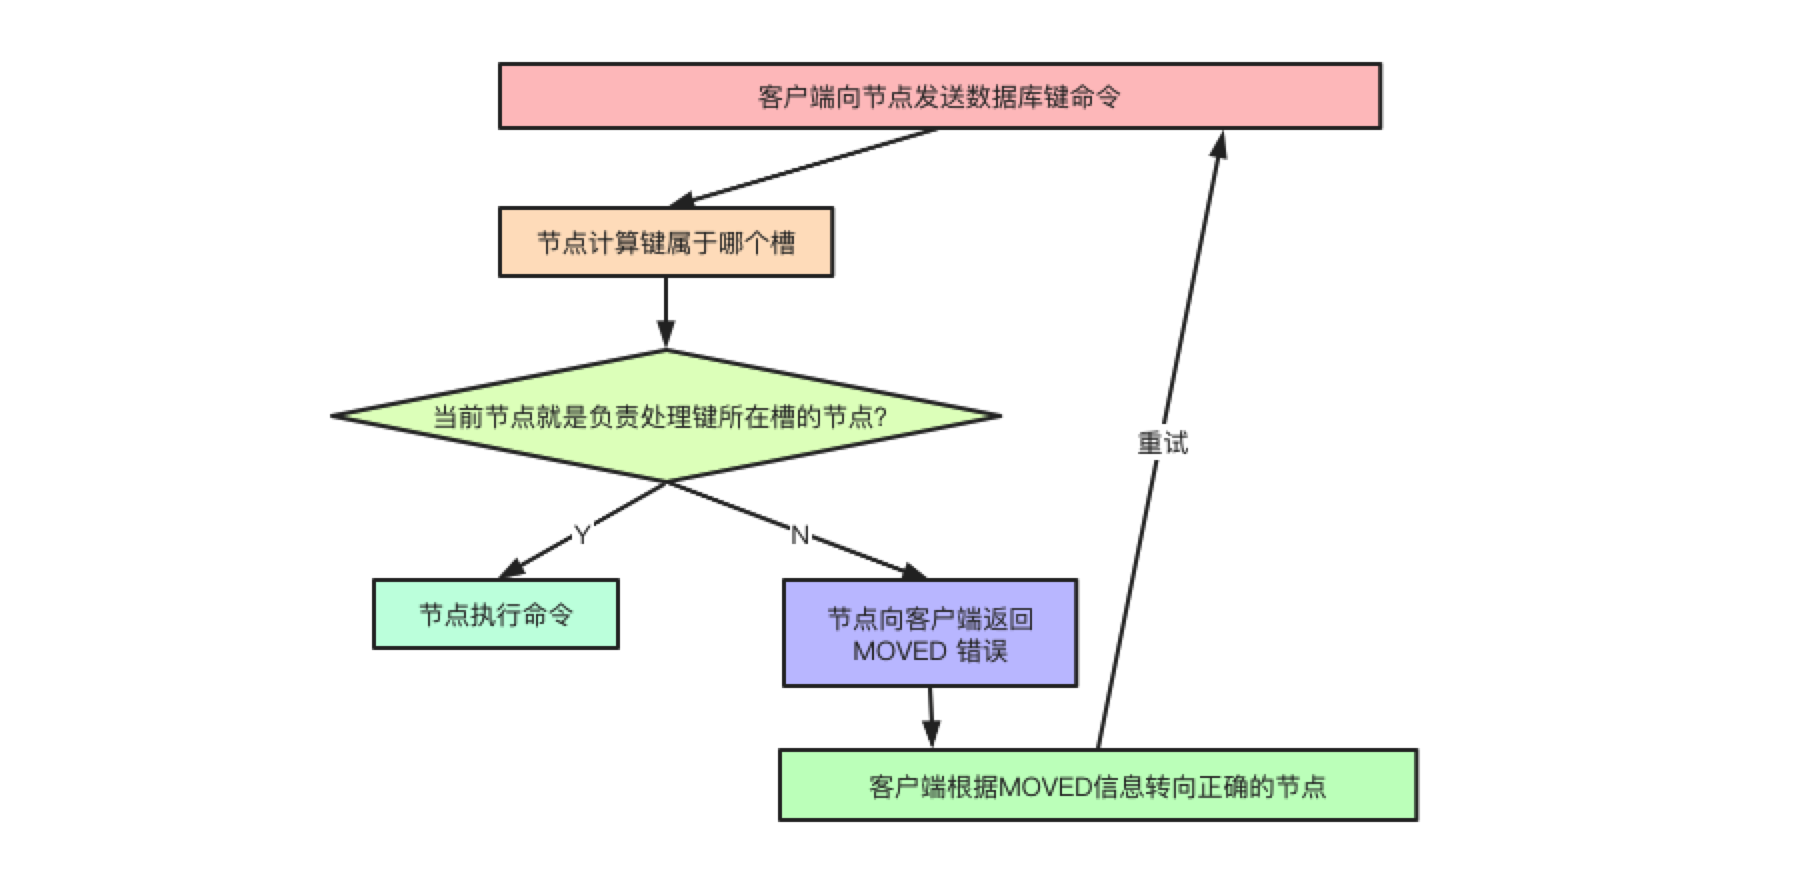 客户端向节点发送数据库键命令
节点计算键属于哪个槽
当前节点就是负责处理键所在槽的节点?
重试
Y
N
节点执行命令
节点向客户端返回
MOVED 错误
客户端根据MOVED信息转向正确的节点